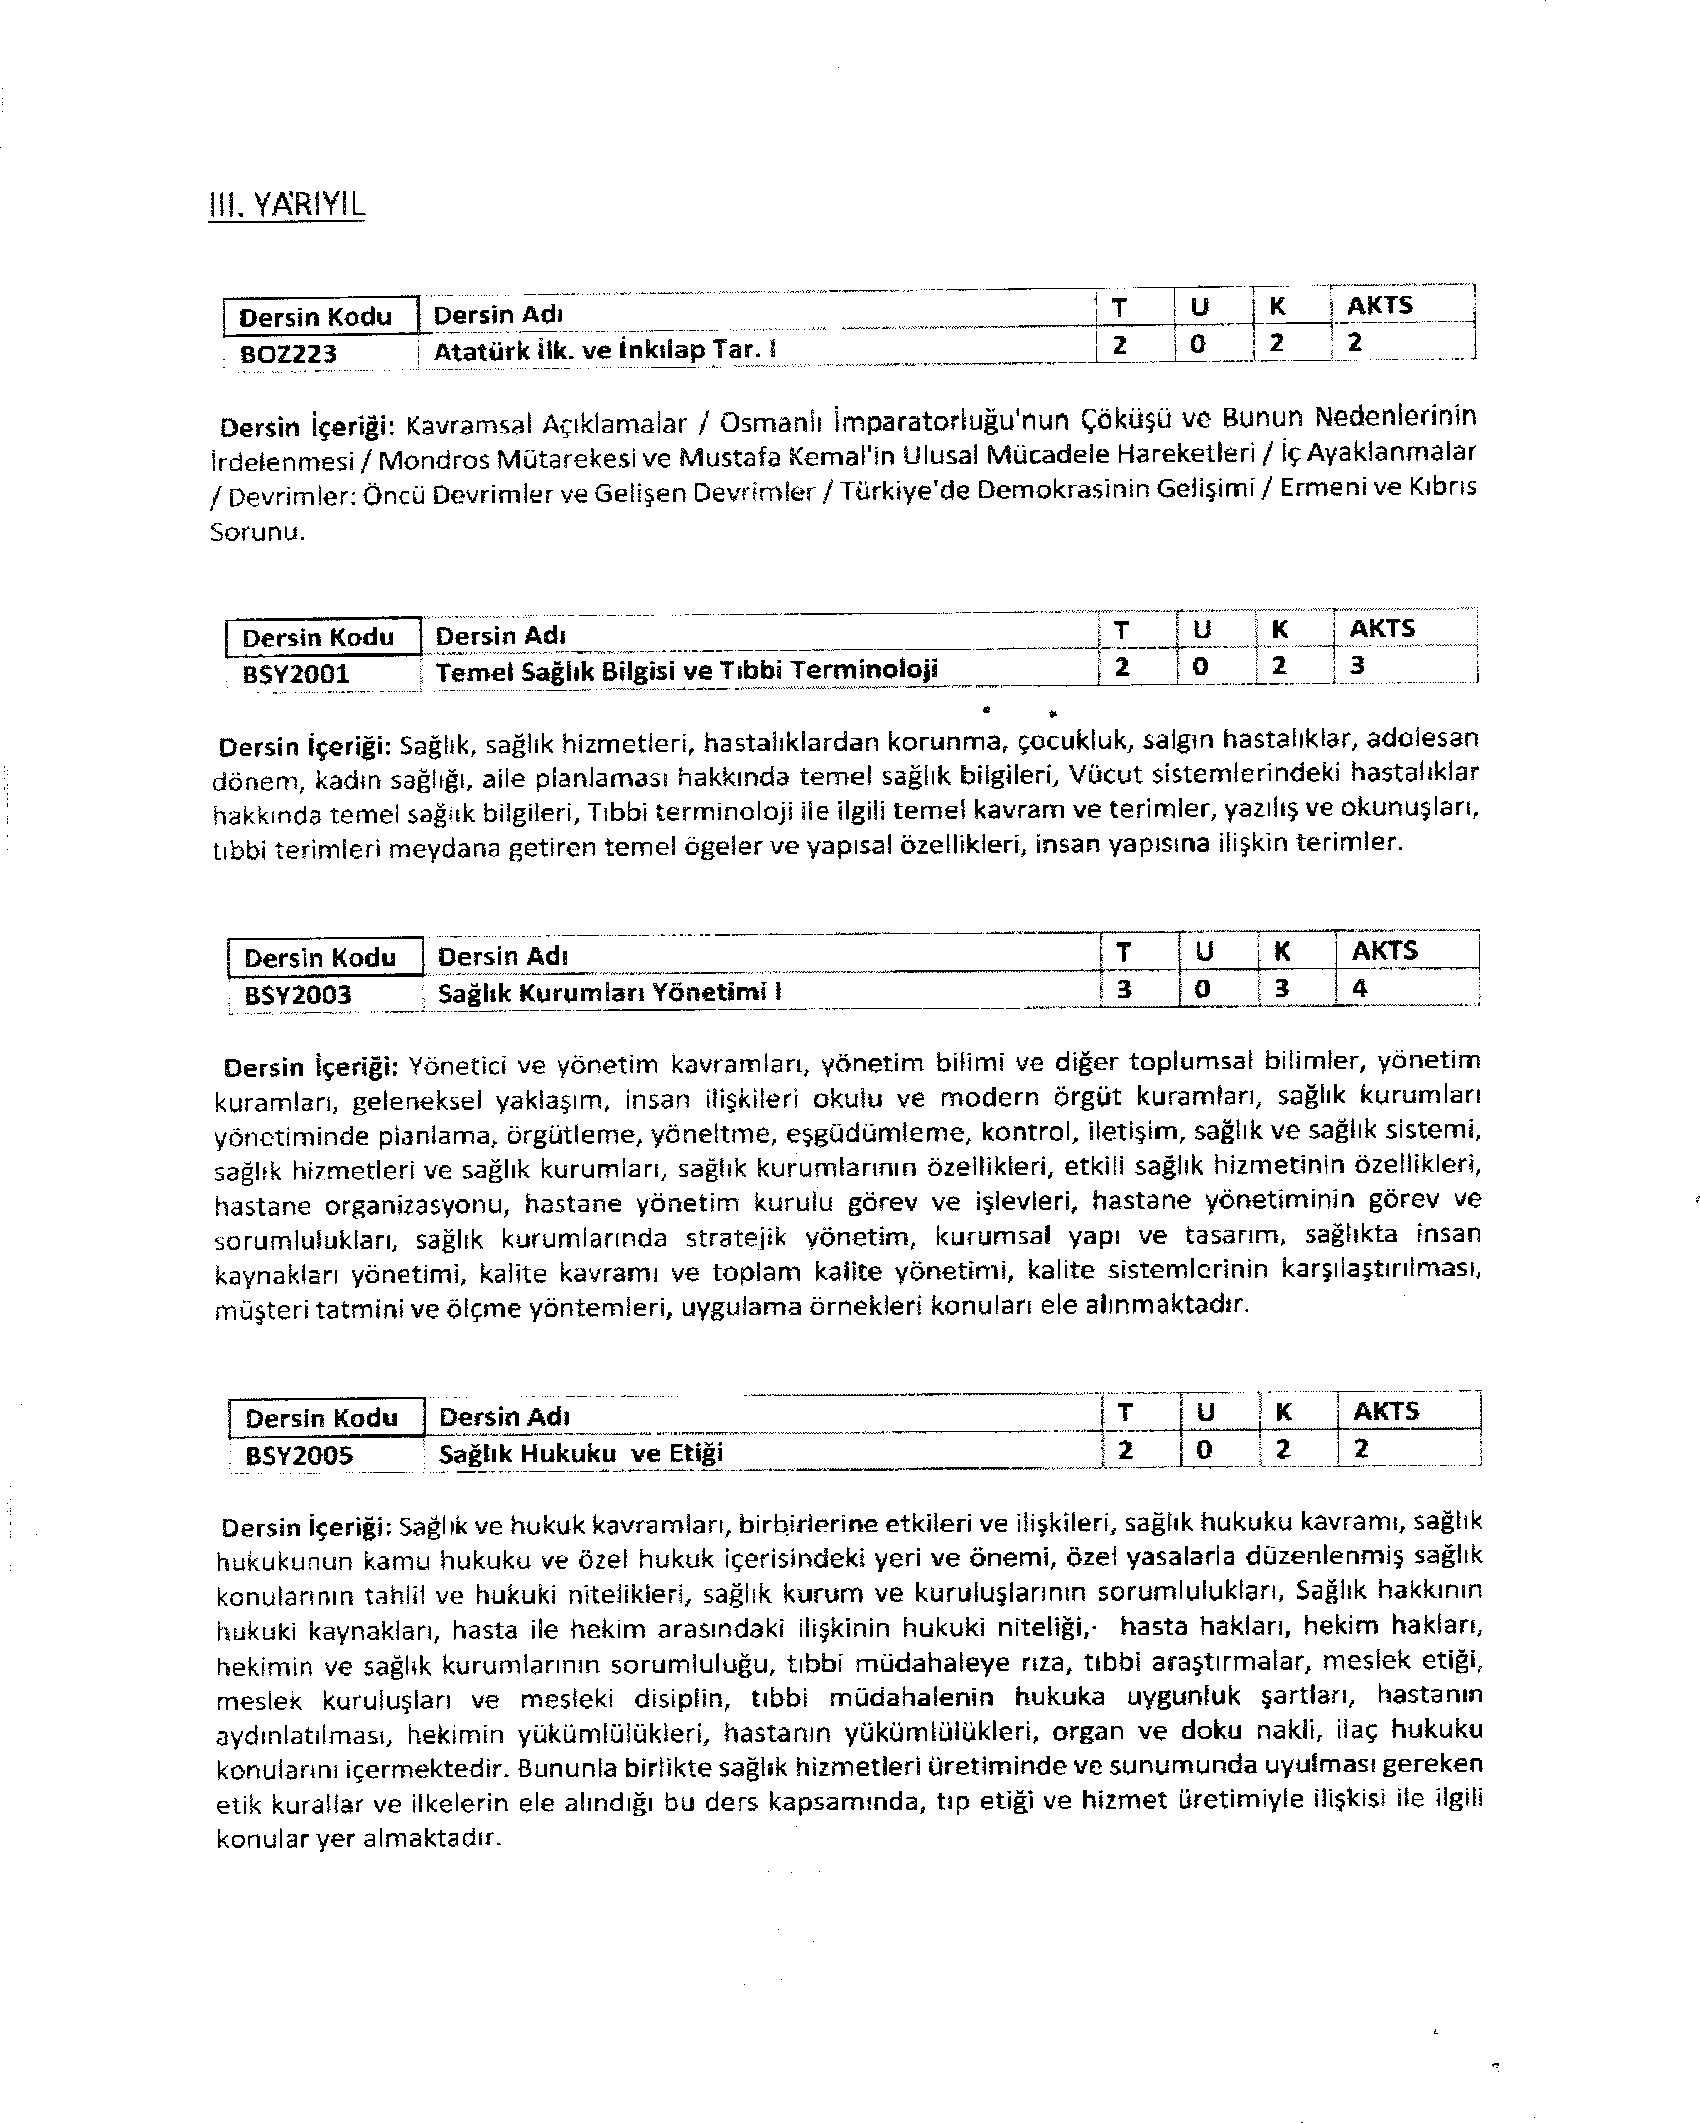 III. YARIYIL
Dersin Kodu Dersin Adı T U K AKTS
BOZ223 Atatürk ilk. ve inkılap Tar. I 2 0 2 2
Dersin içeriği: Kavramsal Açıklamalar / Osmanlı İmparatorluğu'nun Çöküşü ve Bunun Nedenlerinin
irdelenmesi / Mondros Mütarekesi ve Mustafa Kemal'in Ulusal Mücadele Hareketleri / İç Ayaklanmalar
/ Devrimler: Öncü Devrimler ve Gelişen Devrimler / Türkiye'de Demokrasinin Gelişimi / Ermeni ve Kıbrıs
Sorunu.
Dersin Kodu Dersin Adı T U K AKTS
BSY2001 Temel Sağlık Bilgisi ve Tıbbi Terminoloji 2 0 2 3
Dersin içeriği: Sağlık, sağlık hizmetleri, hastalıklardan korunma, çocukluk, salgın hastalıklar, adolesan
dönem, kadın sağlığı, aile planlaması hakkında temel sağlık bilgileri, Vücut sistemlerindeki hastalıklar
hakkında temel sağlık bilgileri, Tıbbi terminoloji ile ilgili temel kavram ve terimler, yazılış ve okunuşları,
tıbbi terimleri meydana getiren temel ögeler ve yapısal özellikleri, insan yapısına ilişkin terimler.
Dersin Kodu Dersin Adı T U K AKTS
BSY2003 Sağlık Kurumları Yönetimi I 3 0 3 4
Dersin İçeriği: Yönetici ve yönetim kavramları, yönetim bilimi ve diğer toplumsal bilimler, yönetim
kuramları, geleneksel yaklaşım, insan ilişkileri okulu ve modern örgüt kuramları, sağlık kurumları
yönetiminde planlama, örgütleme, yöneltme, eşgüdümleme, kontrol, iletişim, sağlık ve sağlık sistemi,
sağlık hizmetleri ve sağlık kurumları, sağlık kurumlarının özellikleri, etkili sağlık hizmetinin özellikleri,
hastane organizasyonu, hastane yönetim kurulu görev ve işlevleri, hastane yönetiminin görev ve
sorumlulukları, sağlık kurumlarında stratejik yönetim, kurumsal yapı ve tasarım, sağlıkta insan
kaynakları yönetimi, kalite kavramı ve toplam kalite yönetimi, kalite sistemlerinin karşılaştırılması,
müşteri tatmini ve ölçme yöntemleri, uygulama örnekleri konuları ele alınmaktadır.
Dersin Kodu Dersin Adı T U K AKTS
BSY2005 Sağlık Hukuku ve Etiği 2 0 2 2
Dersin içeriği: Sağlık ve hukuk kavramları, birbirlerine etkileri ve ilişkileri, sağlık hukuku kavramı, sağlık
hukukunun kamu hukuku ve özel hukuk içerisindeki yeri ve önemi, özel yasalarla düzenlenmiş sağlık
konularının tahlil ve hukuki nitelikleri, sağlık kurum ve kuruluşlarının sorumlulukları, Sağlık hakkının
hukuki kaynakları, hasta ile hekim arasındaki ilişkinin hukuki niteliği, hasta hakları, hekim hakları,
hekimin ve sağlık kurumlarının sorumluluğu, tıbbi müdahaleye rıza, tıbbi araştırmalar, meslek etiği,
meslek kuruluşları ve mesleki disiplin, tıbbi müdahalenin hukuka uygunluk şartları, hastanın
aydınlatılması, hekimin yükümlülükleri, hastanın yükümlülükleri, organ ve doku nakli, ilaç hukuku
konularını içermektedir. Bununla birlikte sağlık hizmetleri üretiminde ve sunumunda uyulması gereken
etik kurallar ve ilkelerin ele alındığı bu ders kapsamında, tıp etiği ve hizmet üretimiyle ilişkisi ile ilgili
konular yer almaktadır.